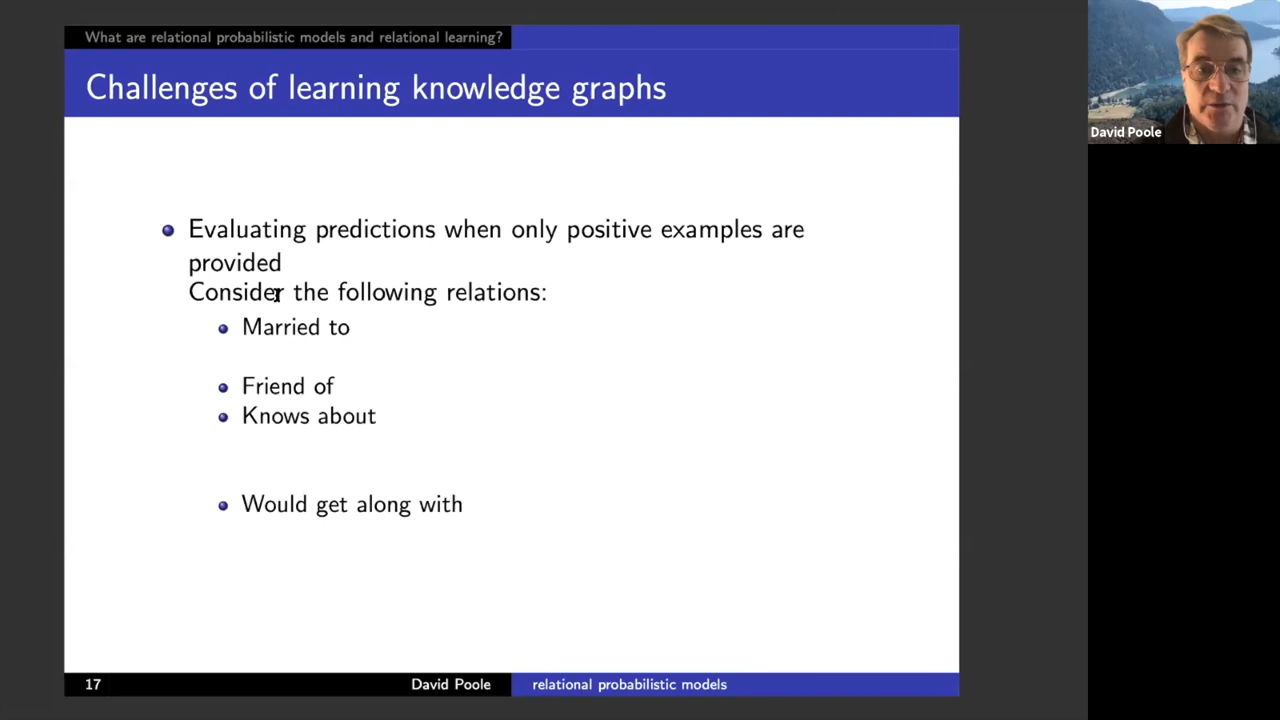 What are relational probabilistic models and relational learning?
Challenges of learning knowledge graphs
David Poole
Evaluating predictions when only positive examples are
provided
Consider the following relations:
Married to
Friend of
Knows about
Would get along with
17
David Poole
relational probabilistic models